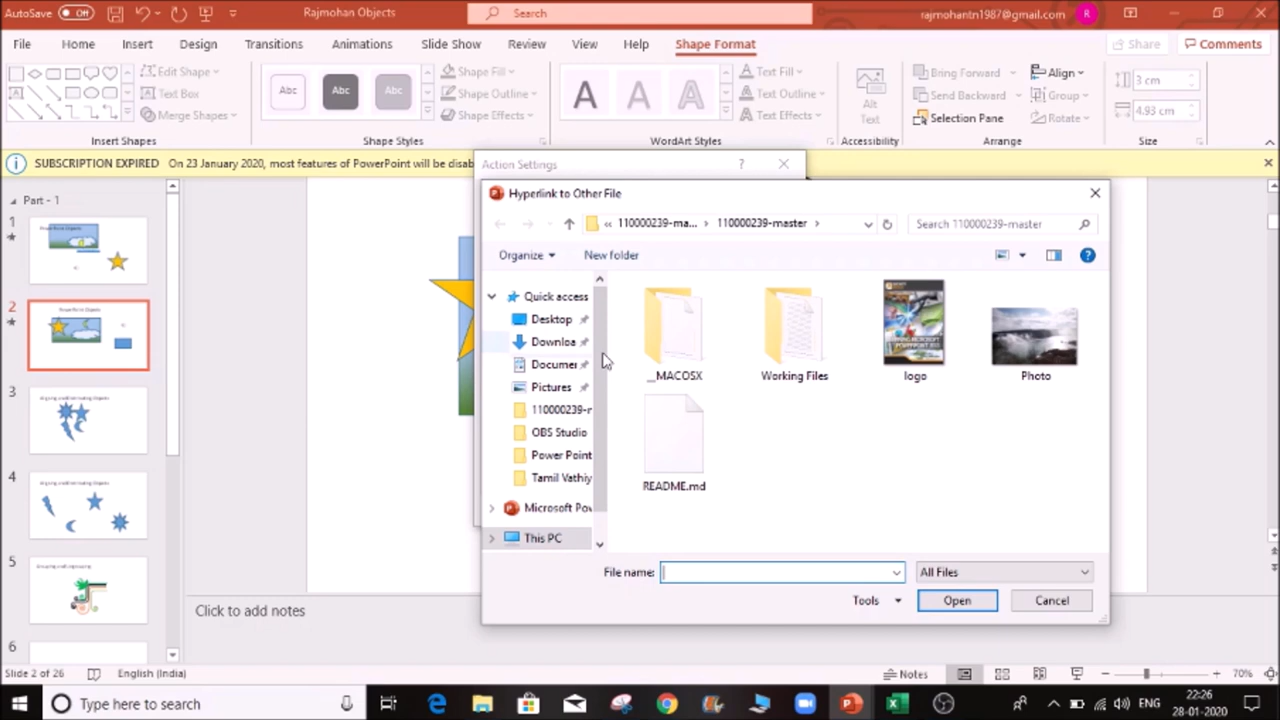 AutoSave Off
Rajmohan Objects
Search
rajmohantn1987@gmail.com R
File Home Insert Design Transitions Animations Slide Show Review View Help Shape Format
Share Comments
Edit Shape
Text Box
Merge Shapes
Abc Abc Abc
Shape Fill
Shape Outline
Shape Effects
A A A
Text Fill
Text Outline
Text Effects
Alt
Text
Bring Forward
Send Backward
Selection Pane
Align
Group
Rotate
3 cm
4.93 cm
Insert Shapes Shape Styles WordArt Styles Accessibility Arrange Size
SUBSCRIPTION EXPIRED On 23 January 2020, most features of PowerPoint will be disab
Action Settings ?
Part - 1
1
2
3
4
5
6
Hyperlink to Other File
« 110000239-ma... › 110000239-master ›
Search 110000239-master
Organize New folder
Quick access
Desktop
Downloa
Documer
Pictures
110000239-r
OBS Studio
Power Point
Tamil Vathiy
Microsoft Pov
This PC
__MACOSX
Working Files
logo
Photo
README.md
File name:
All Files
Tools Open Cancel
Click to add notes
Slide 2 of 26 English (India)
Notes
70%
Type here to search
ENG
22:26
28-01-2020